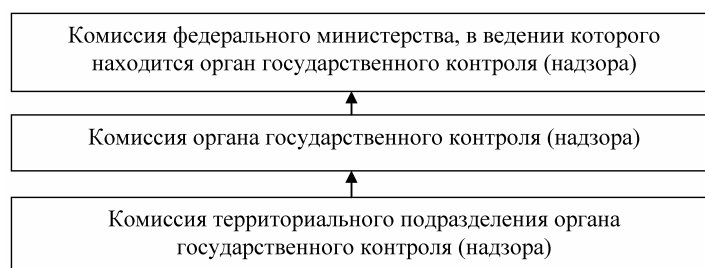 Комиссия федерального министерства, в ведении которого
находится орган государственного контроля (надзора)
Комиссия органа государственного контроля (надзора)
Комиссия территориального подразделения органа
государственного контроля (надзора)